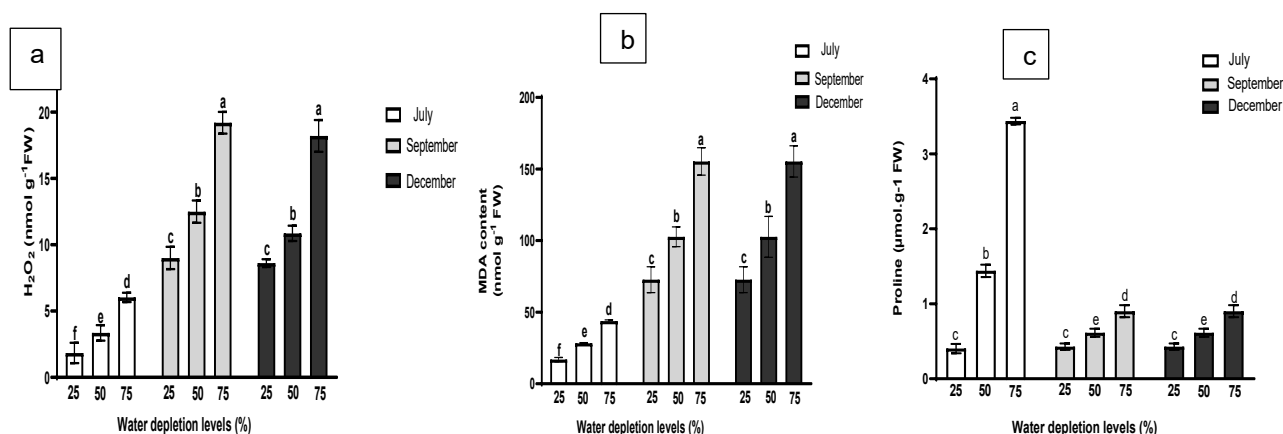 a
H₂O₂ (nmol g⁻¹FW)
20
15
10
5
0
f
e
d
c
b
a
c
b
a
25 50 75 25 50 75 25 50 75
Water depletion levels (%)
July
September
December
b
MDA content
(nmol g⁻¹ FW)
200
150
100
50
0
f
e
d
c
b
a
c
b
a
25 50 75 25 50 75 25 50 75
Water depletion levels (%)
July
September
December
c
Proline (µmol.g-1 FW)
4
3
2
1
0
c
b
a
c
e
d
c
e
d
25 50 75 25 50 75 25 50 75
Water depletion levels (%)
July
September
December